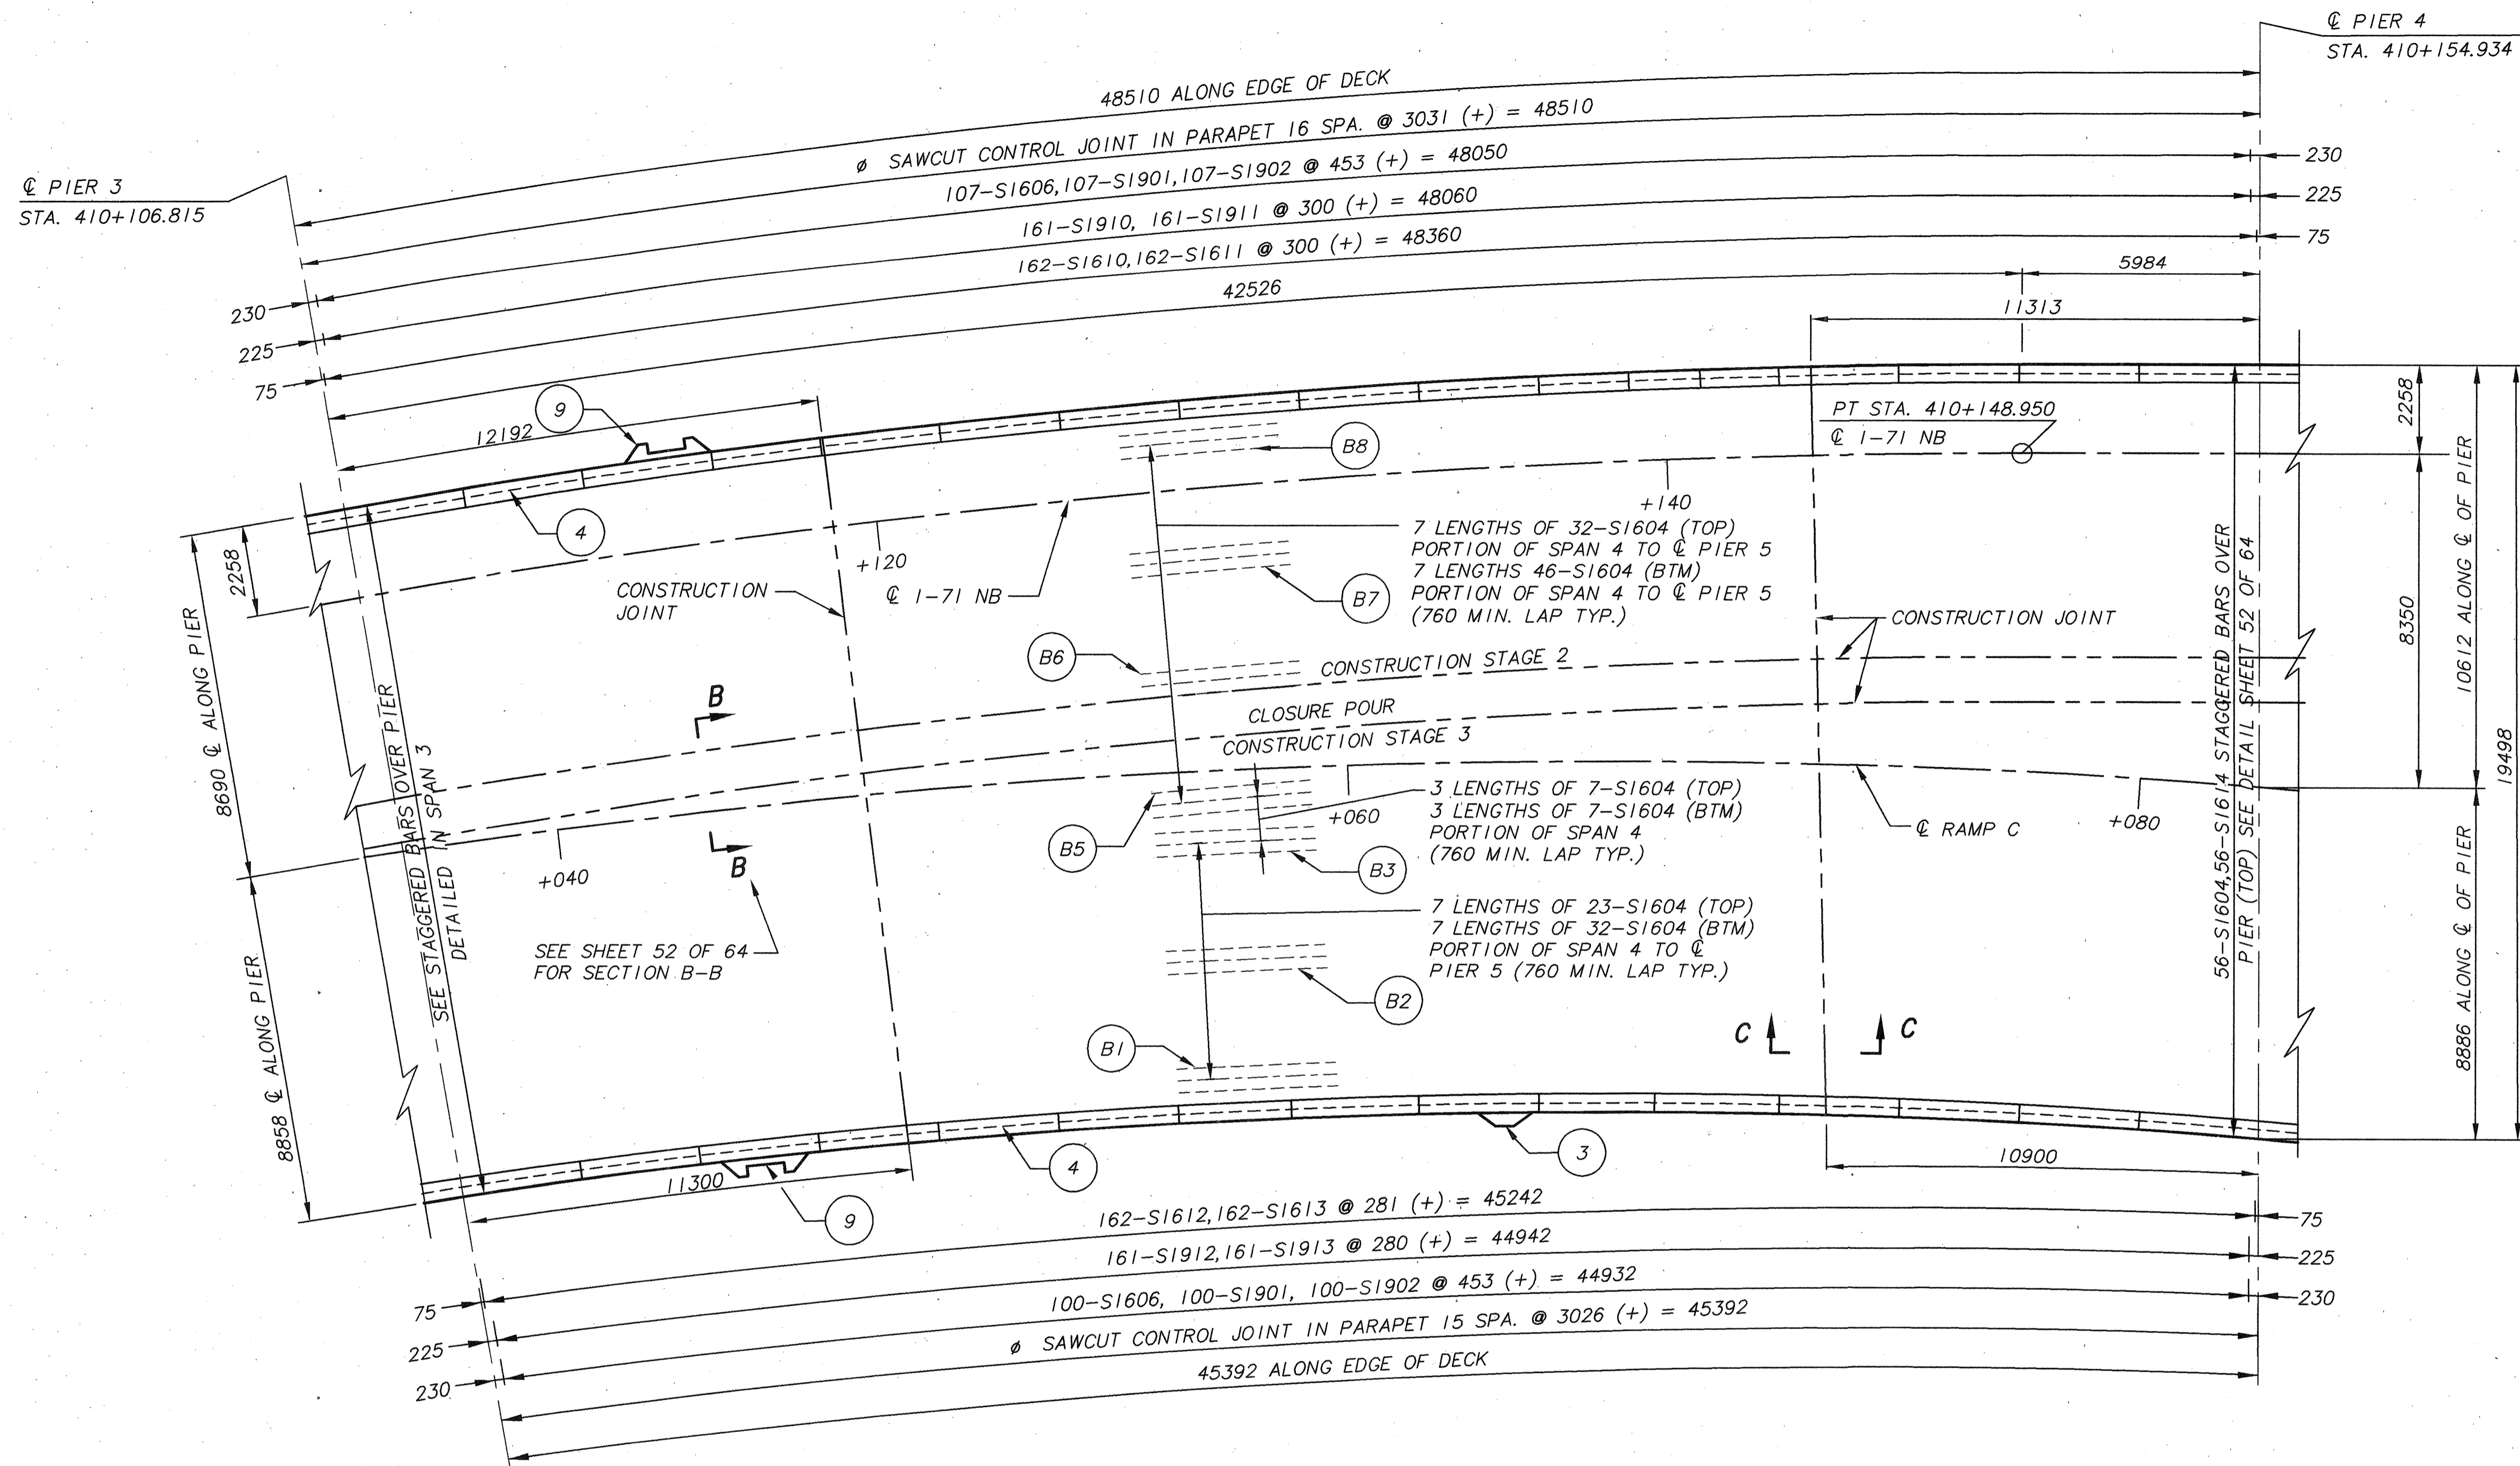 ℄ PIER 4
STA. 410+154.934
48510 ALONG EDGE OF DECK
ø SAWCUT CONTROL JOINT IN PARAPET 16 SPA. @ 3031 (+) = 48510
107-S1606,107-S1901,107-S1902 @ 453 (+) = 48050
230
℄ PIER 3
STA. 410+106.815
161-S1910, 161-S1911 @ 300 (+) = 48060
225
162-S1610,162-S1611 @ 300 (+) = 48360
75
42526
5984
11313
230
225
75
9
12192
4
2258
8690 ℄ ALONG PIER
8858 ℄ ALONG PIER
SEE STAGGERED BARS OVER PIER
DETAILED IN SPAN 3
CONSTRUCTION
JOINT
+120
℄ 1-71 NB
B8
PT STA. 410+148.950
℄ 1-71 NB
+140
7 LENGTHS OF 32-S1604 (TOP)
PORTION OF SPAN 4 TO ℄ PIER 5
7 LENGTHS 46-S1604 (BTM)
PORTION OF SPAN 4 TO ℄ PIER 5
(760 MIN. LAP TYP.)
B7
B6
CONSTRUCTION STAGE 2
CLOSURE POUR
CONSTRUCTION STAGE 3
CONSTRUCTION JOINT
B
B
+040
SEE SHEET 52 OF 64
FOR SECTION B-B
B5
+060
3 LENGTHS OF 7-S1604 (TOP)
3 LENGTHS OF 7-S1604 (BTM)
PORTION OF SPAN 4
(760 MIN. LAP TYP.)
B3
℄ RAMP C
+080
7 LENGTHS OF 23-S1604 (TOP)
7 LENGTHS OF 32-S1604 (BTM)
PORTION OF SPAN 4 TO ℄
PIER 5 (760 MIN. LAP TYP.)
B2
B1
C
C
56-S1604,56-S1614 STAGGERED BARS OVER
PIER (TOP) SEE DETAIL SHEET 52 OF 64
2258
8350
10612 ALONG ℄ OF PIER
8886 ALONG ℄ OF PIER
19498
11300
9
4
3
10900
162-S1612,162-S1613 @ 281 (+) = 45242
75
75
161-S1912,161-S1913 @ 280 (+) = 44942
225
225
100-S1606, 100-S1901, 100-S1902 @ 453 (+) = 44932
230
230
ø SAWCUT CONTROL JOINT IN PARAPET 15 SPA. @ 3026 (+) = 45392
45392 ALONG EDGE OF DECK